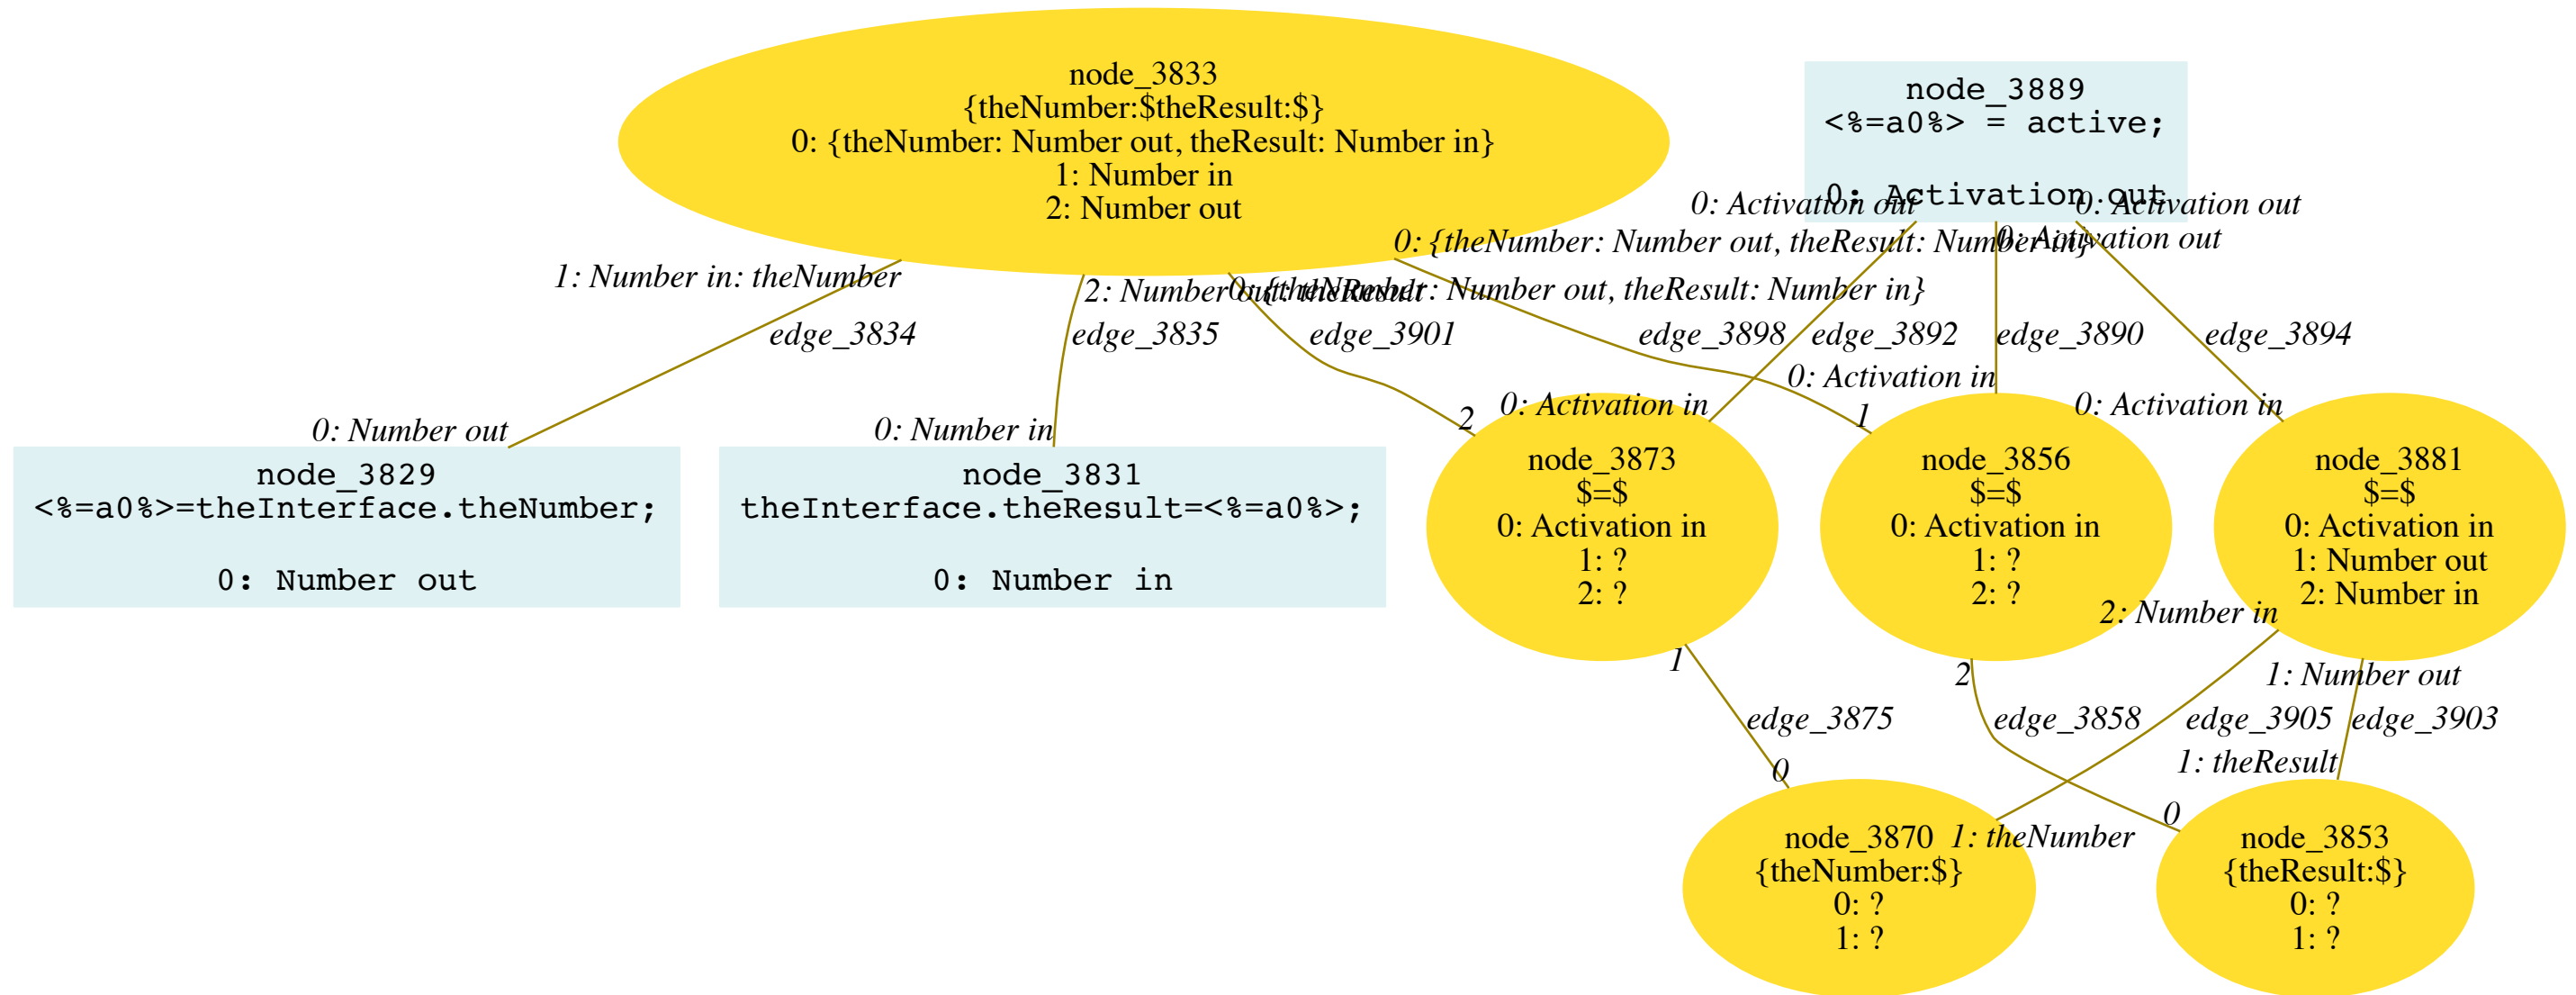 node_3833
{theNumber:$theResult:$}
0: {theNumber: Number out, theResult: Number in}
1: Number in
2: Number out
node_3889
<%=a0%> = active;
0: Activation out
0: Activation out
0: Activation out
0: Activation out
0: {theNumber: Number out, theResult: Number in}
1: Number in: theNumber
2: Number out: theResult
0: {theNumber: Number out, theResult: Number in}
edge_3834
edge_3835
edge_3901
edge_3898
edge_3892
edge_3890
edge_3894
0: Activation in
0: Number out
0: Number in
2
0: Activation in
1
0: Activation in
node_3829
<%=a0%>=theInterface.theNumber;
0: Number out
node_3831
theInterface.theResult=<%=a0%>;
0: Number in
node_3873
$=$
0: Activation in
1: ?
2: ?
node_3856
$=$
0: Activation in
1: ?
2: ?
node_3881
$=$
0: Activation in
1: Number out
2: Number in
2: Number in
1
2
1: Number out
edge_3875
edge_3858
edge_3905
edge_3903
0
1: theResult
0
1: theNumber
node_3870
{theNumber:$}
0: ?
1: ?
node_3853
{theResult:$}
0: ?
1: ?